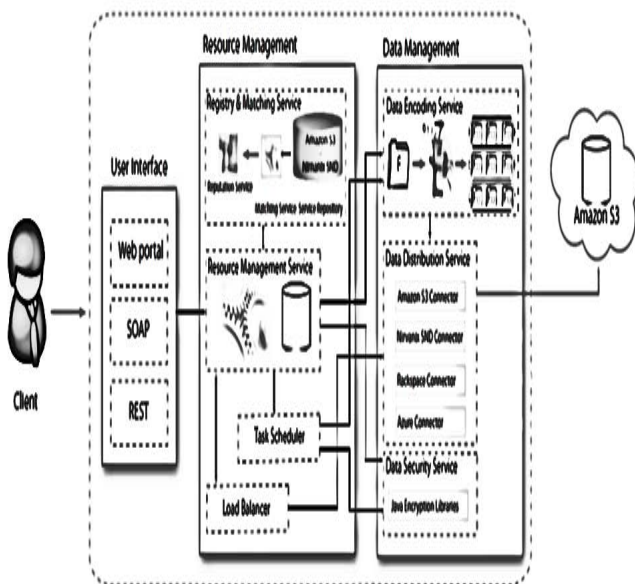 Resource Management
Data Management
Registry & Matching Service
Amazon S3
Nirvanix SND
Reputation Service
Matching Service Service Repository
Data Encoding Service
F
User Interface
Web portal
SOAP
REST
Client
Resource Management Service
Task Scheduler
Load Balancer
Data Distribution Service
Amazon S3 Connector
Nirvanix SND Connector
Rackspace Connector
Azure Connector
Data Security Service
Java Encryption Libraries
Amazon S3